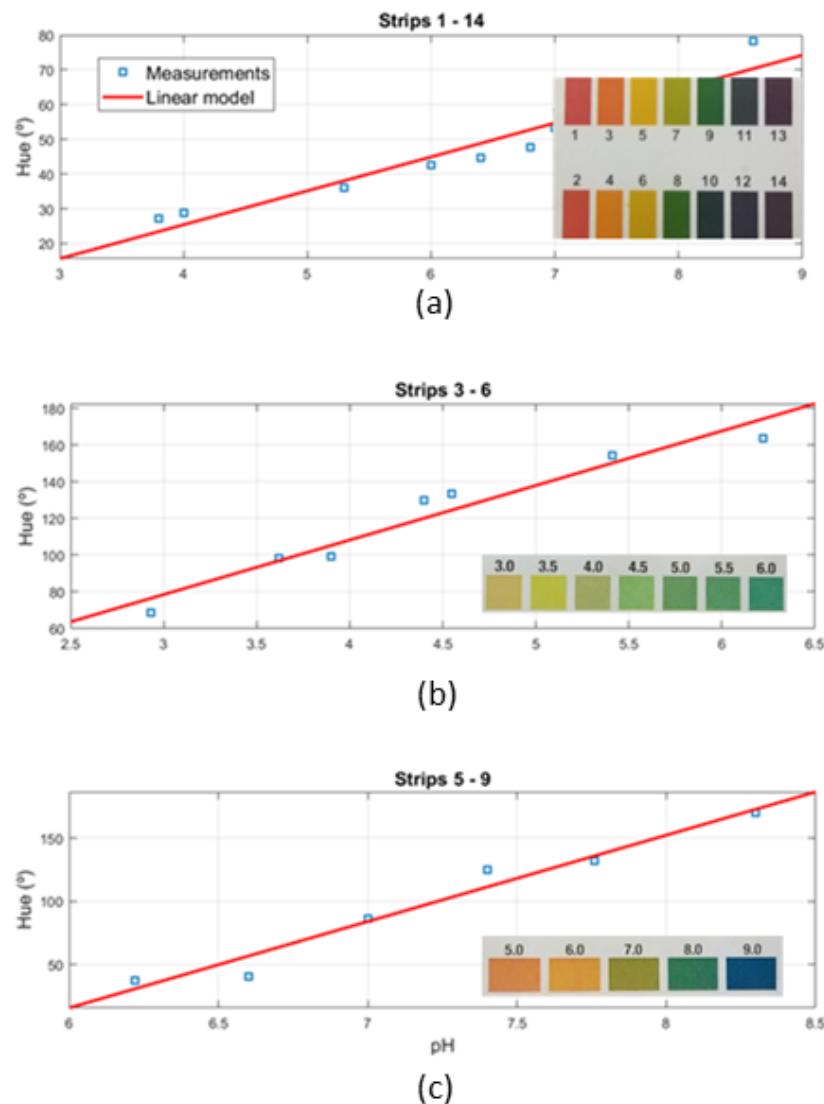 Strips 1 - 14
80
70
60
50
40
30
20
Hue (º)
Measurements
Linear model
1 3 5 7 9 11 13
2 4 6 8 10 12 14
3 4 5 6 7 8 9
(a)
Strips 3 - 6
180
160
140
120
100
80
60
Hue (º)
3.0 3.5 4.0 4.5 5.0 5.5 6.0
2.5 3 3.5 4 4.5 5 5.5 6 6.5
(b)
Strips 5 - 9
150
100
50
Hue (º)
5.0 6.0 7.0 8.0 9.0
6 6.5 7 7.5 8 8.5
pH
(c)